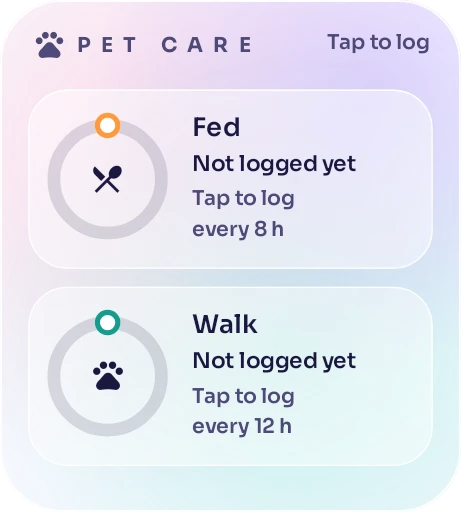 PET CARE
Tap to log
Fed
Not logged yet
Tap to log
every 8 h
Walk
Not logged yet
Tap to log
every 12 h